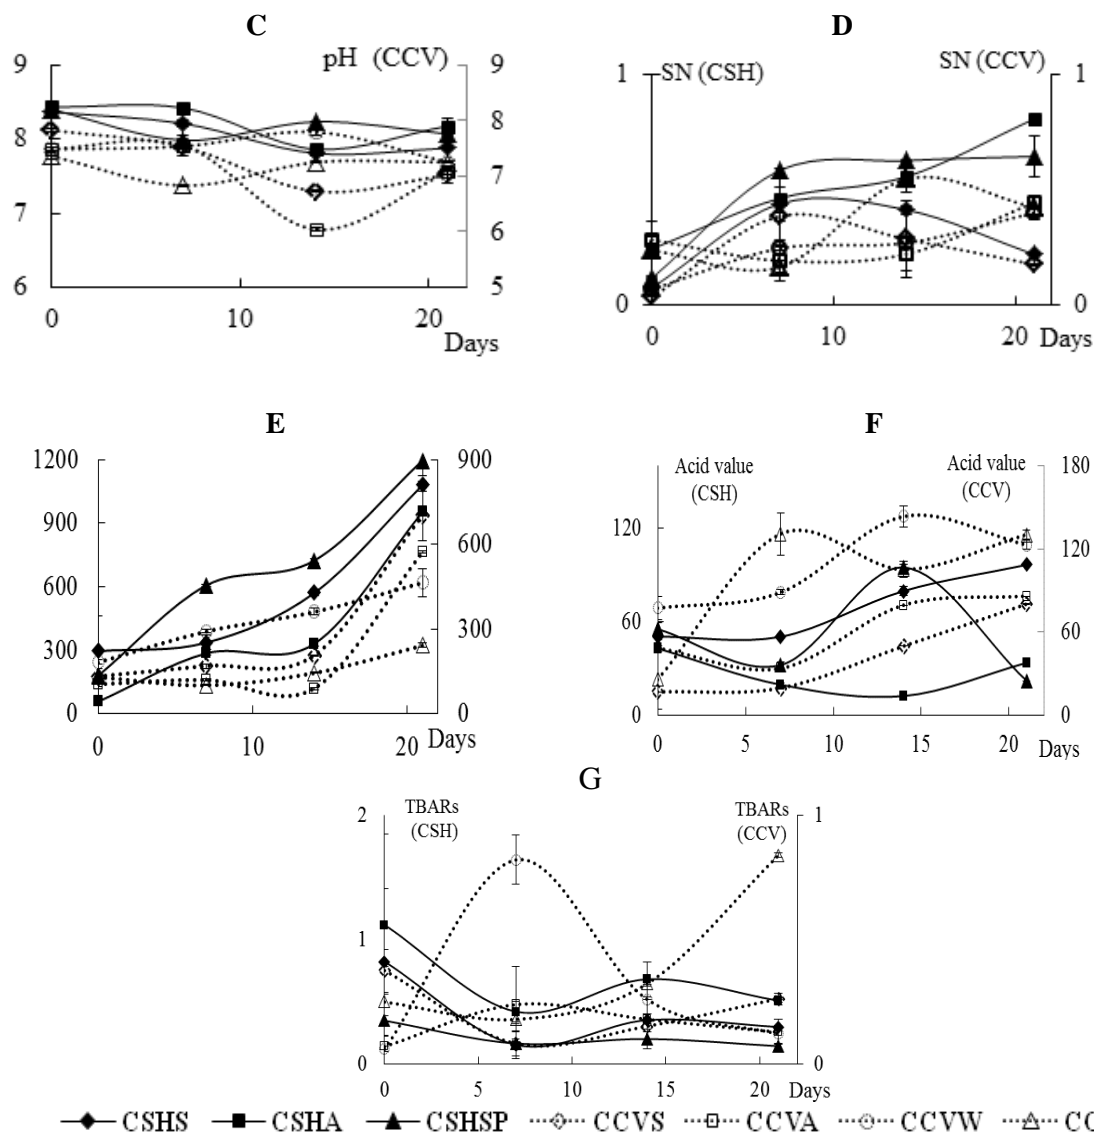 C D
9 pH (CCV) 9
8 8
7 7
6 6
5
0 10 20
Days
1 SN (CSH) SN (CCV) 1
0 0
0 10 20 Days
E F
1200 900
900
600 600
300 300
0 0
0 10 20 Days
Acid value Acid value 180
(CSH) (CCV)
120 120
60 60
0 0
0 5 10 15 20 Days
G
2 TBARs TBARs 1
(CSH) (CCV)
1
0 0
0 5 10 15 20 Days
CSHS CSHA CSHSP CCVS CCVA CCVW